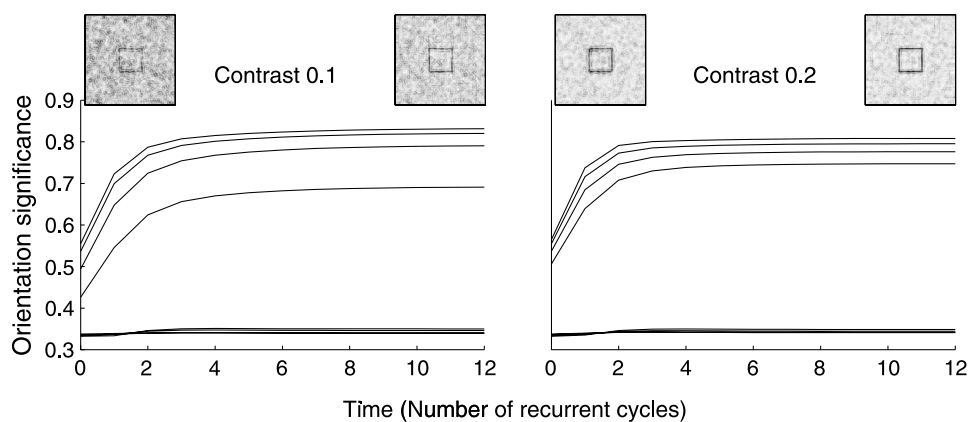 Contrast 0.1
Contrast 0.2
Orientation significance
0.9
0.8
0.7
0.6
0.5
0.4
0.3
0 2 4 6 8 10 12
0 2 4 6 8 10 12
Time (Number of recurrent cycles)